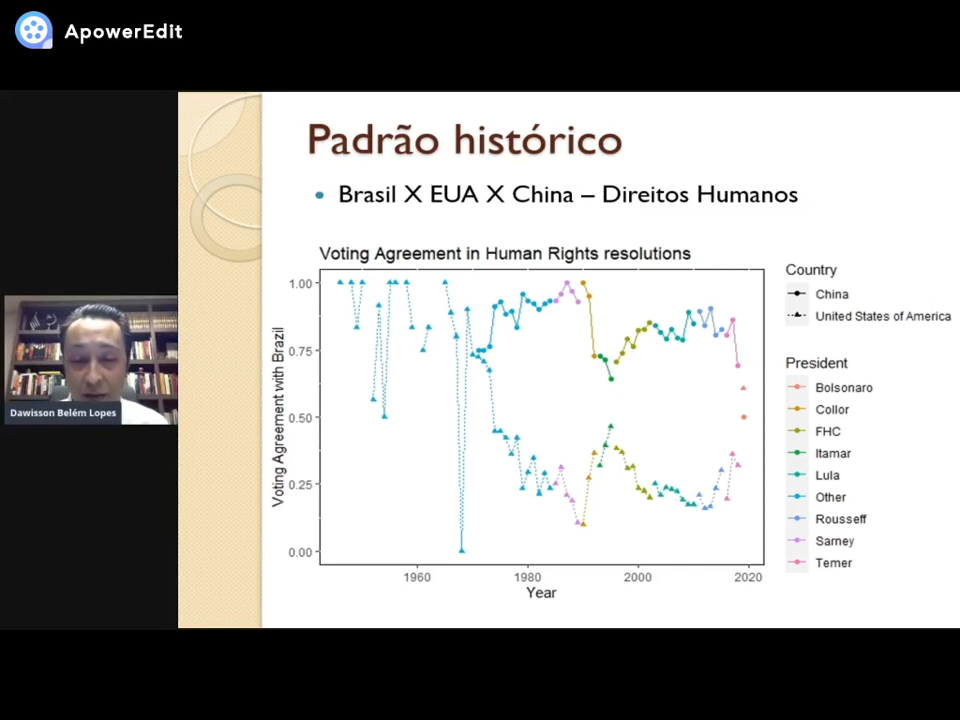 ApowerEdit
Padrão histórico
Brasil X EUA X China – Direitos Humanos
Voting Agreement in Human Rights resolutions
Voting Agreement with Brazil
1.00
0.75
0.50
0.25
0.00
1960
1980
2000
2020
Year
Country
China
United States of America
President
Bolsonaro
Collor
FHC
Itamar
Lula
Other
Rousseff
Sarney
Temer
Dawisson Belém Lopes